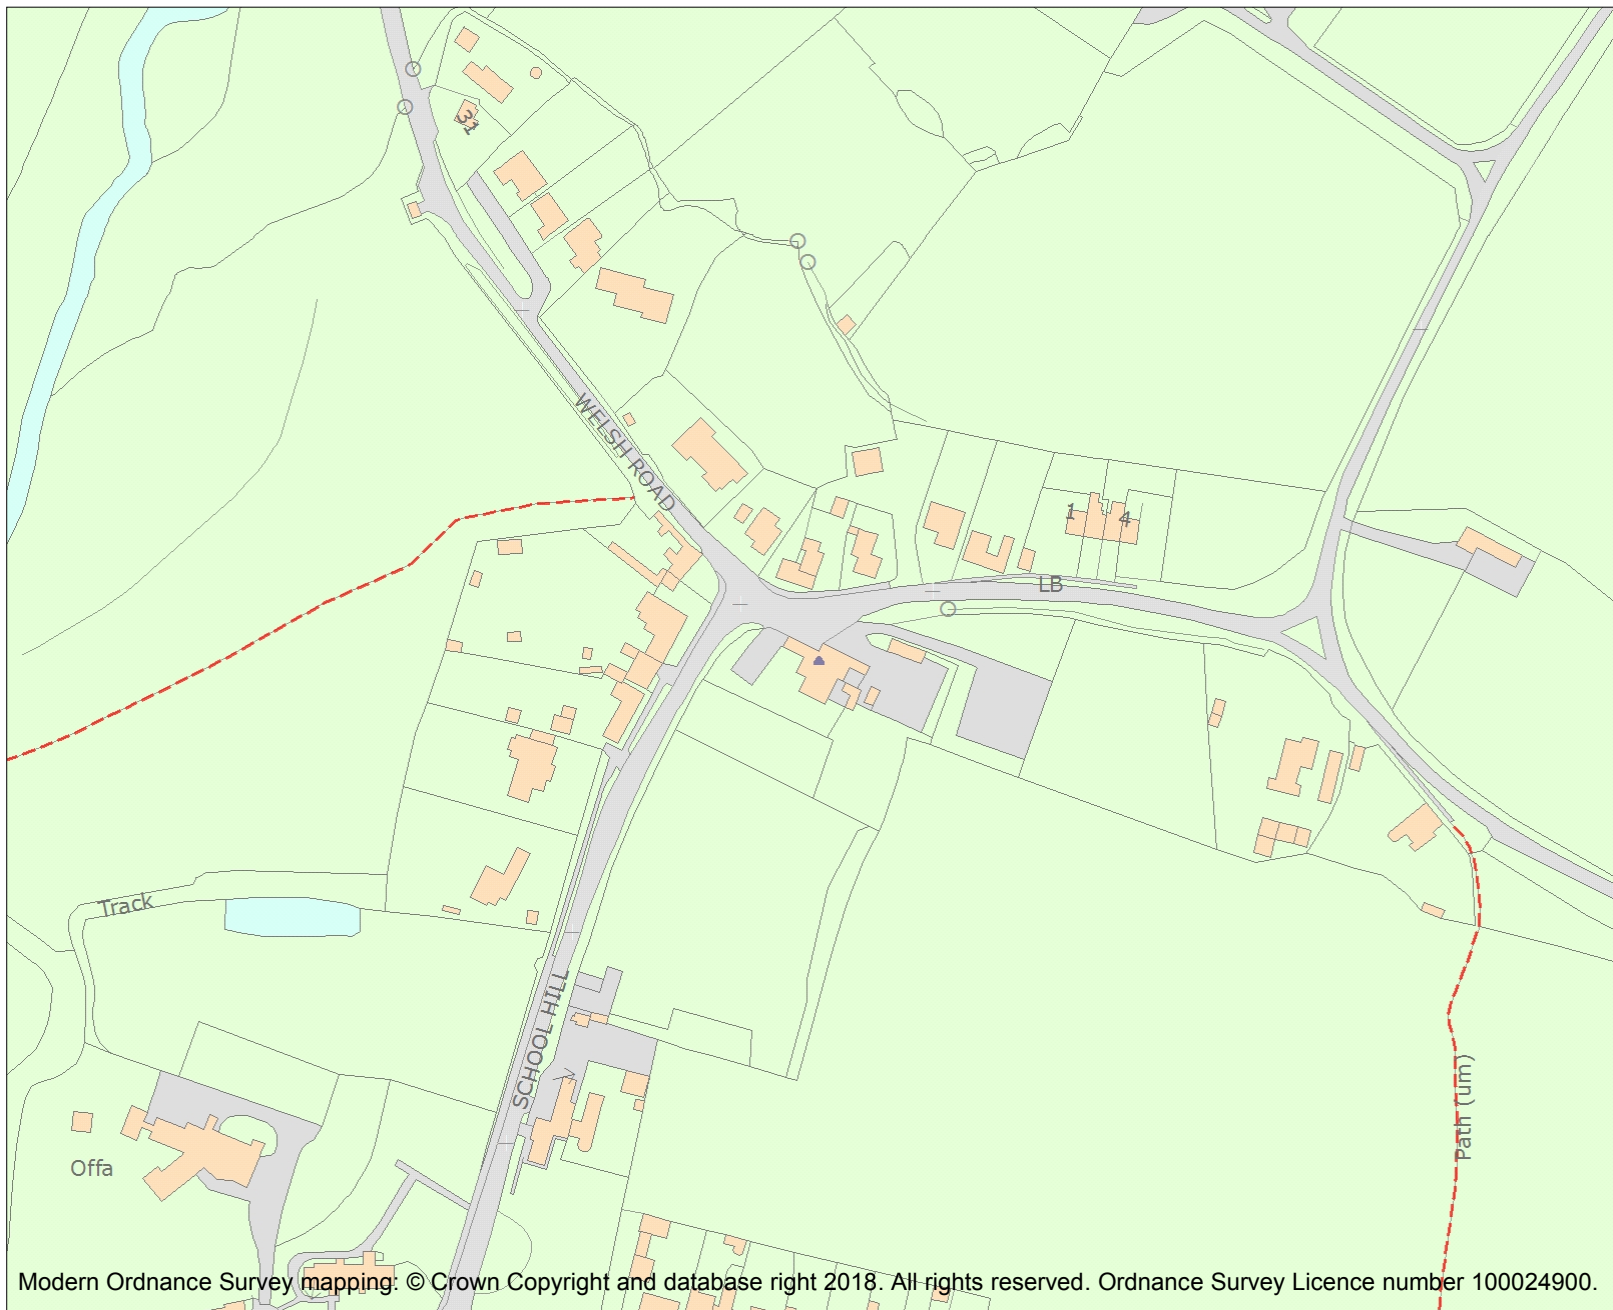 31
WELSH ROAD
1
4
LB
Track
SCHOOL HILL
Path (um)
Offa
Modern Ordnance Survey mapping: © Crown Copyright and database right 2018. All rights reserved. Ordnance Survey Licence number 100024900.